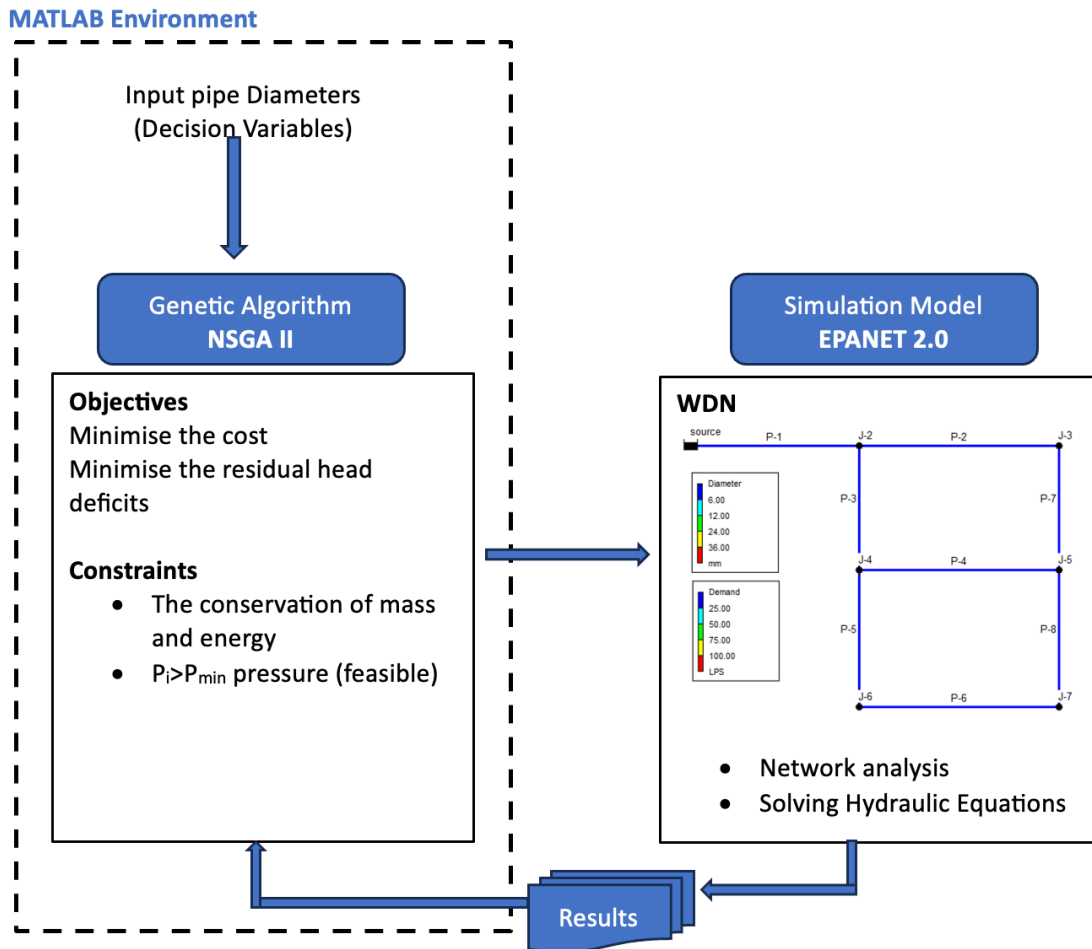 MATLAB Environment
Input pipe Diameters
(Decision Variables)
Genetic Algorithm
NSGA II
Objectives
Minimise the cost
Minimise the residual head
deficits
Constraints
• The conservation of mass
and energy
• Pᵢ>Pₘᵢₙ pressure (feasible)
Simulation Model
EPANET 2.0
WDN
source
P-1
J-2
P-2
J-3
Diameter
6.00
12.00
24.00
36.00
mm
P-3
P-7
J-4
P-4
J-5
Demand
25.00
50.00
75.00
100.00
LPS
P-5
P-8
J-6
P-6
J-7
• Network analysis
• Solving Hydraulic Equations
Results